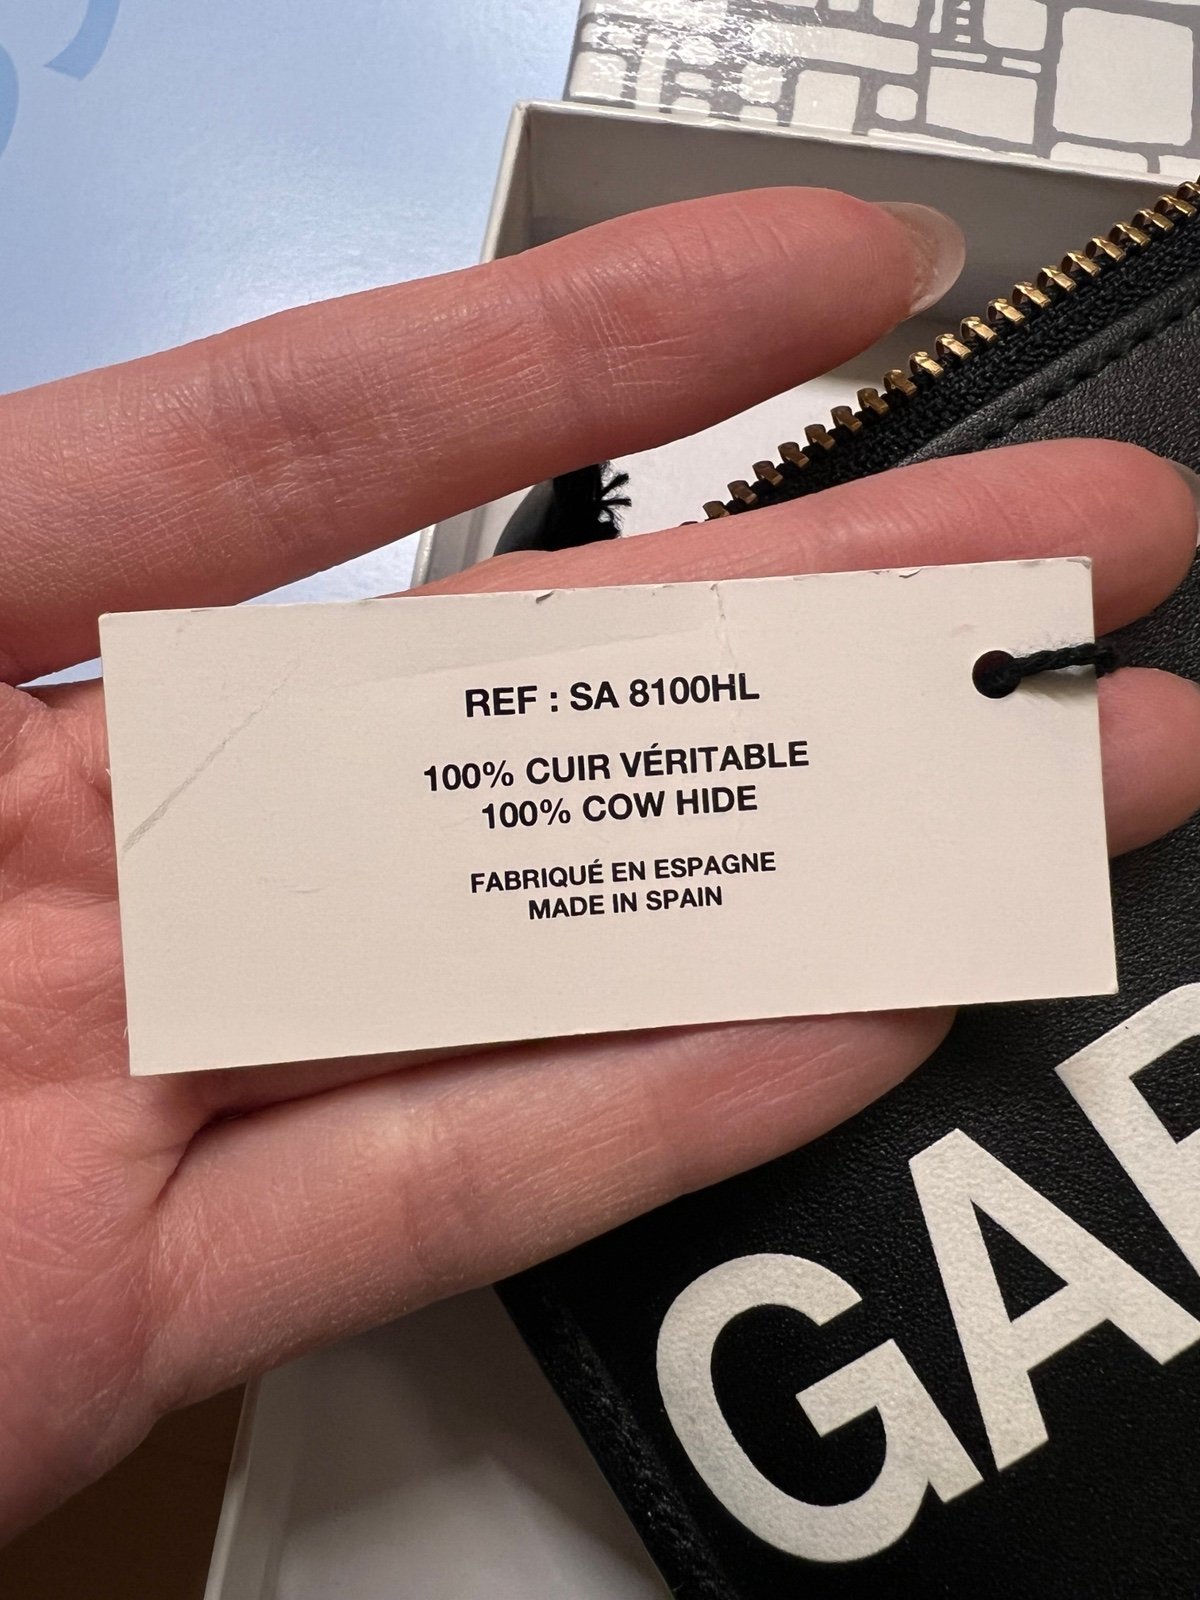 REF : SA 8100HL
100% CUIR VÉRITABLE
100% COW HIDE
FABRIQUÉ EN ESPAGNE
MADE IN SPAIN
GA